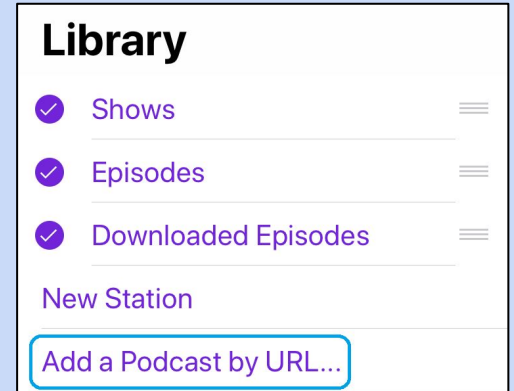 Library
Shows
Episodes
Downloaded Episodes
New Station
Add a Podcast by URL...